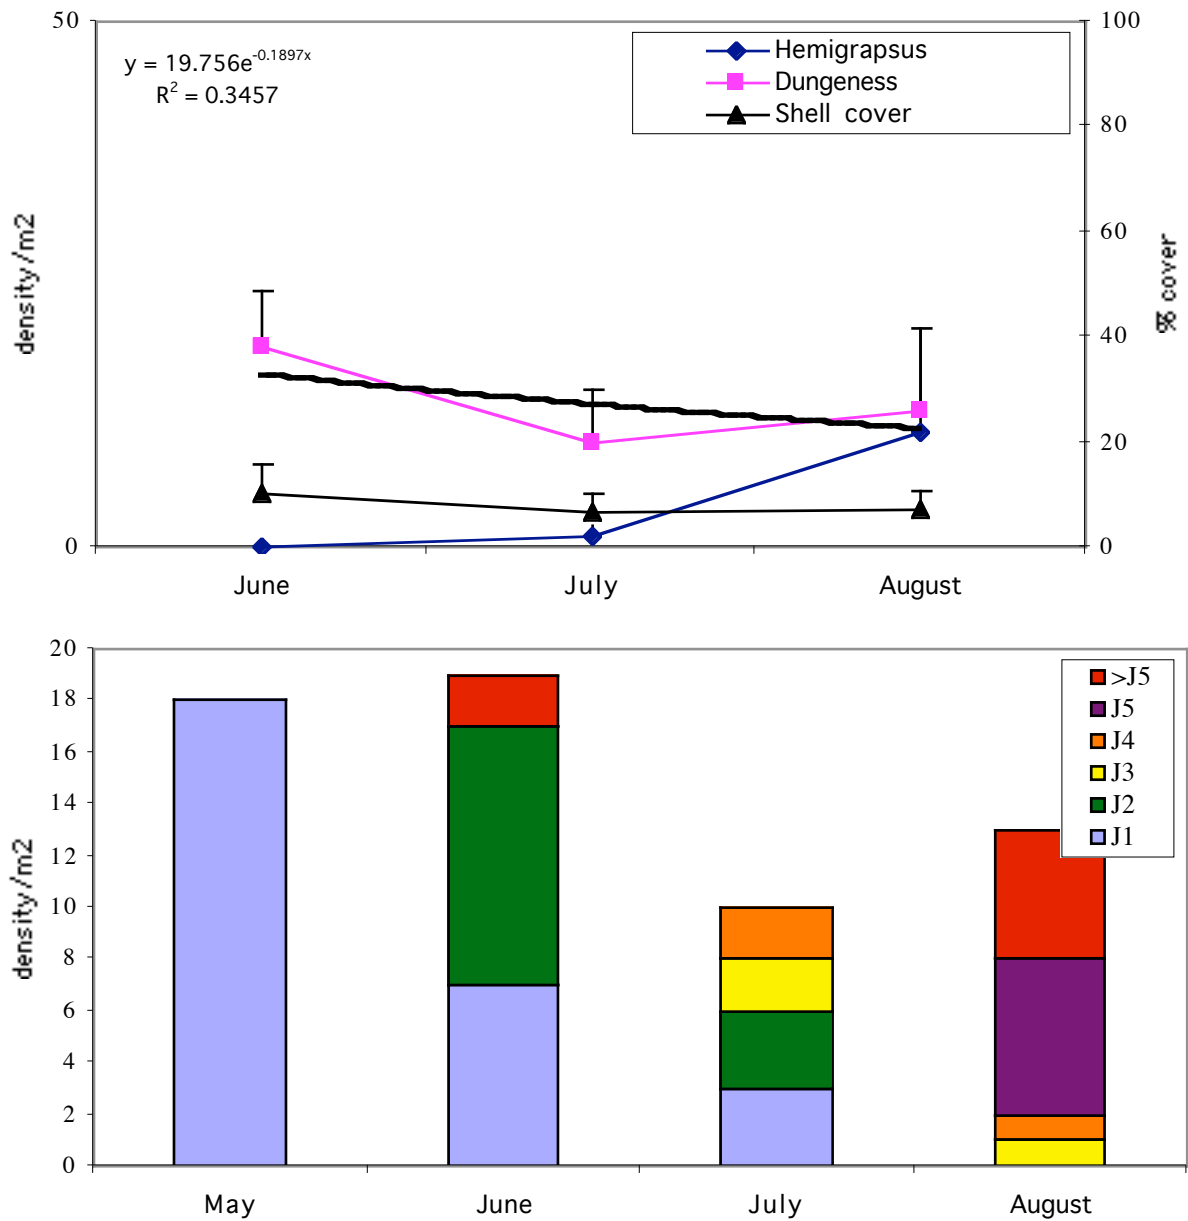 50
100
y = 19.756e^-0.1897x
R^2 = 0.3457
Hemigrapsus
Dungeness
Shell cover
80
60
40
20
0
0
density/m2
% cover
June
July
August
20
18
16
14
12
10
8
6
4
2
0
density/m2
>J5
J5
J4
J3
J2
J1
May
June
July
August